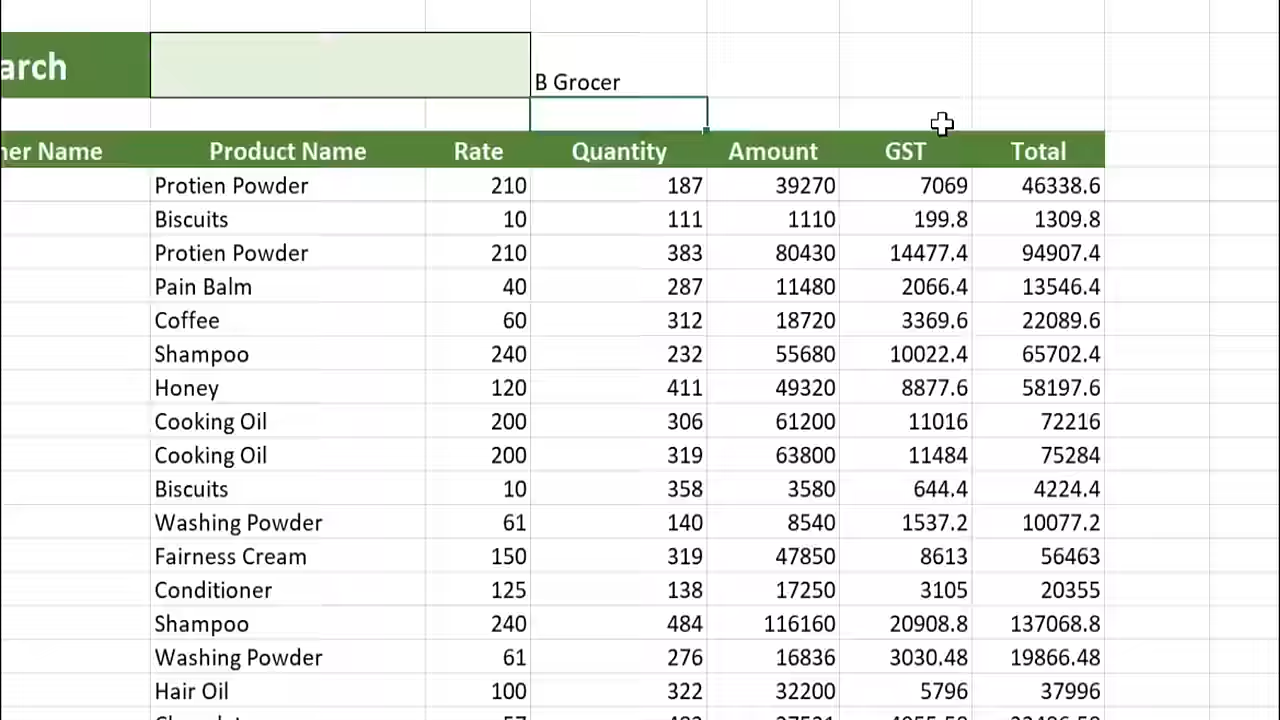 arch
B Grocer
ner Name Product Name Rate Quantity Amount GST Total
Protien Powder 210 187 39270 7069 46338.6
Biscuits 10 111 1110 199.8 1309.8
Protien Powder 210 383 80430 14477.4 94907.4
Pain Balm 40 287 11480 2066.4 13546.4
Coffee 60 312 18720 3369.6 22089.6
Shampoo 240 232 55680 10022.4 65702.4
Honey 120 411 49320 8877.6 58197.6
Cooking Oil 200 306 61200 11016 72216
Cooking Oil 200 319 63800 11484 75284
Biscuits 10 358 3580 644.4 4224.4
Washing Powder 61 140 8540 1537.2 10077.2
Fairness Cream 150 319 47850 8613 56463
Conditioner 125 138 17250 3105 20355
Shampoo 240 484 116160 20908.8 137068.8
Washing Powder 61 276 16836 3030.48 19866.48
Hair Oil 100 322 32200 5796 37996